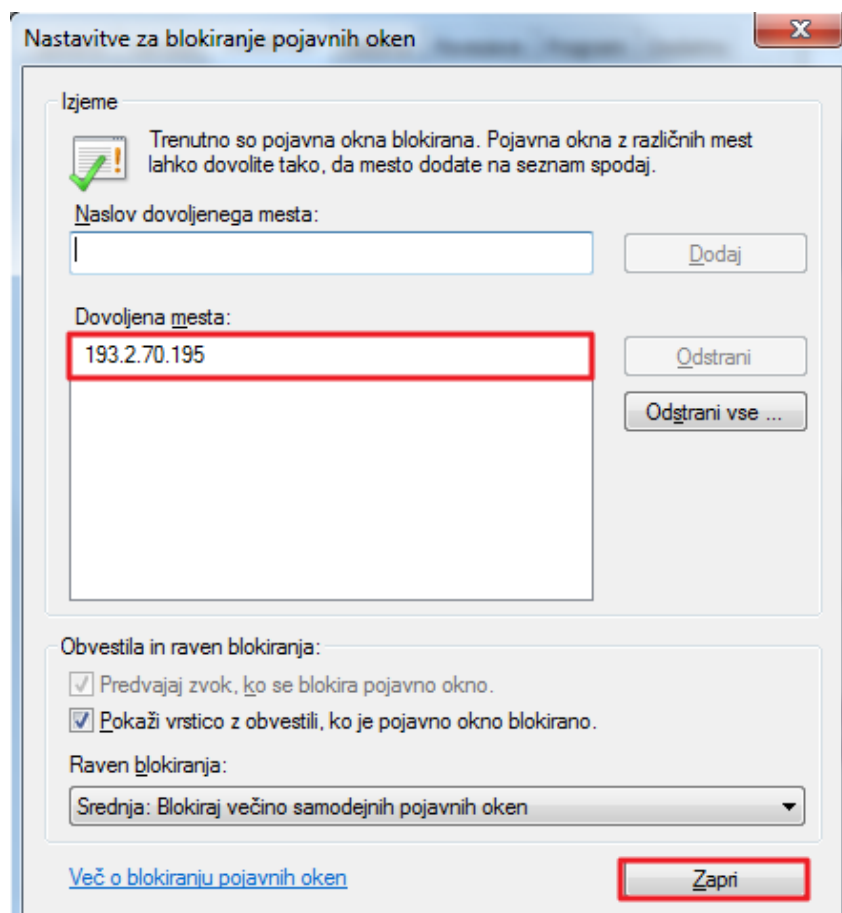 Nastavitve za blokiranje pojavnih oken
Izjeme
Trenutno so pojavna okna blokirana. Pojavna okna z različnih mest
lahko dovolite tako, da mesto dodate na seznam spodaj.
Naslov dovoljenega mesta:
Dodaj
Dovoljena mesta:
193.2.70.195
Odstrani
Odstrani vse ...
Obvestila in raven blokiranja:
Predvajaj zvok, ko se blokira pojavno okno.
Pokaži vrstico z obvestili, ko je pojavno okno blokirano.
Raven blokiranja:
Srednja: Blokiraj večino samodejnih pojavnih oken
Več o blokiranju pojavnih oken
Zapri